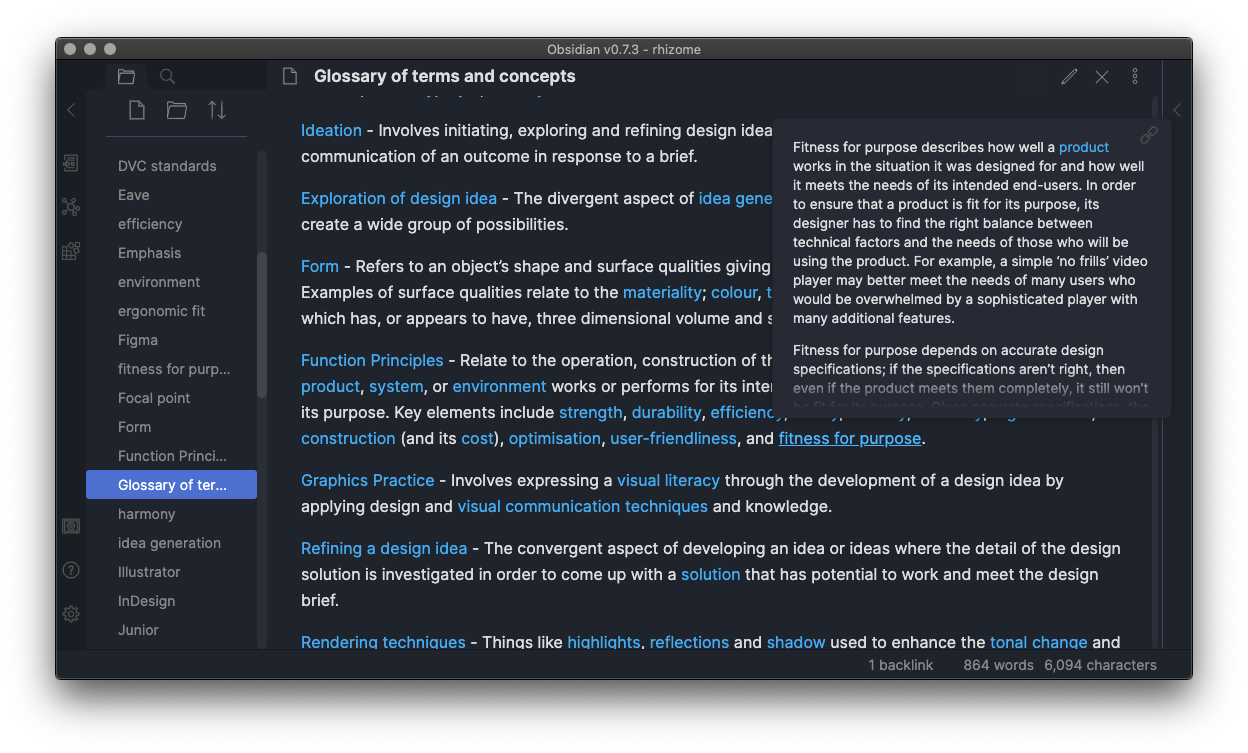 Obsidian v0.7.3 - rhizome
Glossary of terms and concepts
DVC standards
Eave
efficiency
Emphasis
environment
ergonomic fit
Figma
fitness for purp...
Focal point
Form
Function Princi...
Glossary of ter...
harmony
idea generation
Illustrator
InDesign
Junior
Ideation - Involves initiating, exploring and refining design idea
communication of an outcome in response to a brief.
Exploration of design idea - The divergent aspect of idea gene
create a wide group of possibilities.
Form - Refers to an object’s shape and surface qualities giving
Examples of surface qualities relate to the materiality; colour, t
which has, or appears to have, three dimensional volume and s
Function Principles - Relate to the operation, construction of th
product, system, or environment works or performs for its inter
its purpose. Key elements include strength, durability, efficiency,
construction (and its cost), optimisation, user-friendliness, and fitness for purpose.
Graphics Practice - Involves expressing a visual literacy through the development of a design idea by
applying design and visual communication techniques and knowledge.
Refining a design idea - The convergent aspect of developing an idea or ideas where the detail of the design
solution is investigated in order to come up with a solution that has potential to work and meet the design
brief.
Rendering techniques - Things like highlights, reflections and shadow used to enhance the tonal change and
Fitness for purpose describes how well a product
works in the situation it was designed for and how well
it meets the needs of its intended end-users. In order
to ensure that a product is fit for its purpose, its
designer has to find the right balance between
technical factors and the needs of those who will be
using the product. For example, a simple ‘no frills’ video
player may better meet the needs of many users who
would be overwhelmed by a sophisticated player with
many additional features.
Fitness for purpose depends on accurate design
specifications; if the specifications aren’t right, then
even if the product meets them completely, it still won’t
be fit for its purpose. Given accurate specifications, the
1 backlink 864 words 6,094 characters